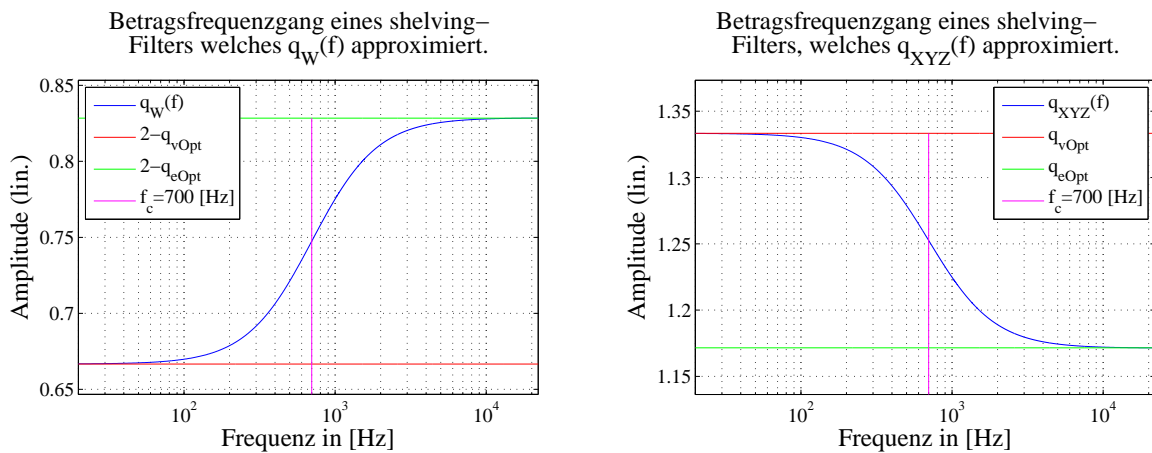 Betragsfrequenzgang eines shelving–
Filters welches q_W(f) approximiert.
0.85
0.8
0.75
0.7
0.65
Amplitude (lin.)
q_W(f)
2−q_vOpt
2−q_eOpt
f_c=700 [Hz]
10^2
10^3
10^4
Frequenz in [Hz]
Betragsfrequenzgang eines shelving–
Filters, welches q_XYZ(f) approximiert.
1.35
1.3
1.25
1.2
1.15
Amplitude (lin.)
q_XYZ(f)
q_vOpt
q_eOpt
f_c=700 [Hz]
10^2
10^3
10^4
Frequenz in [Hz]